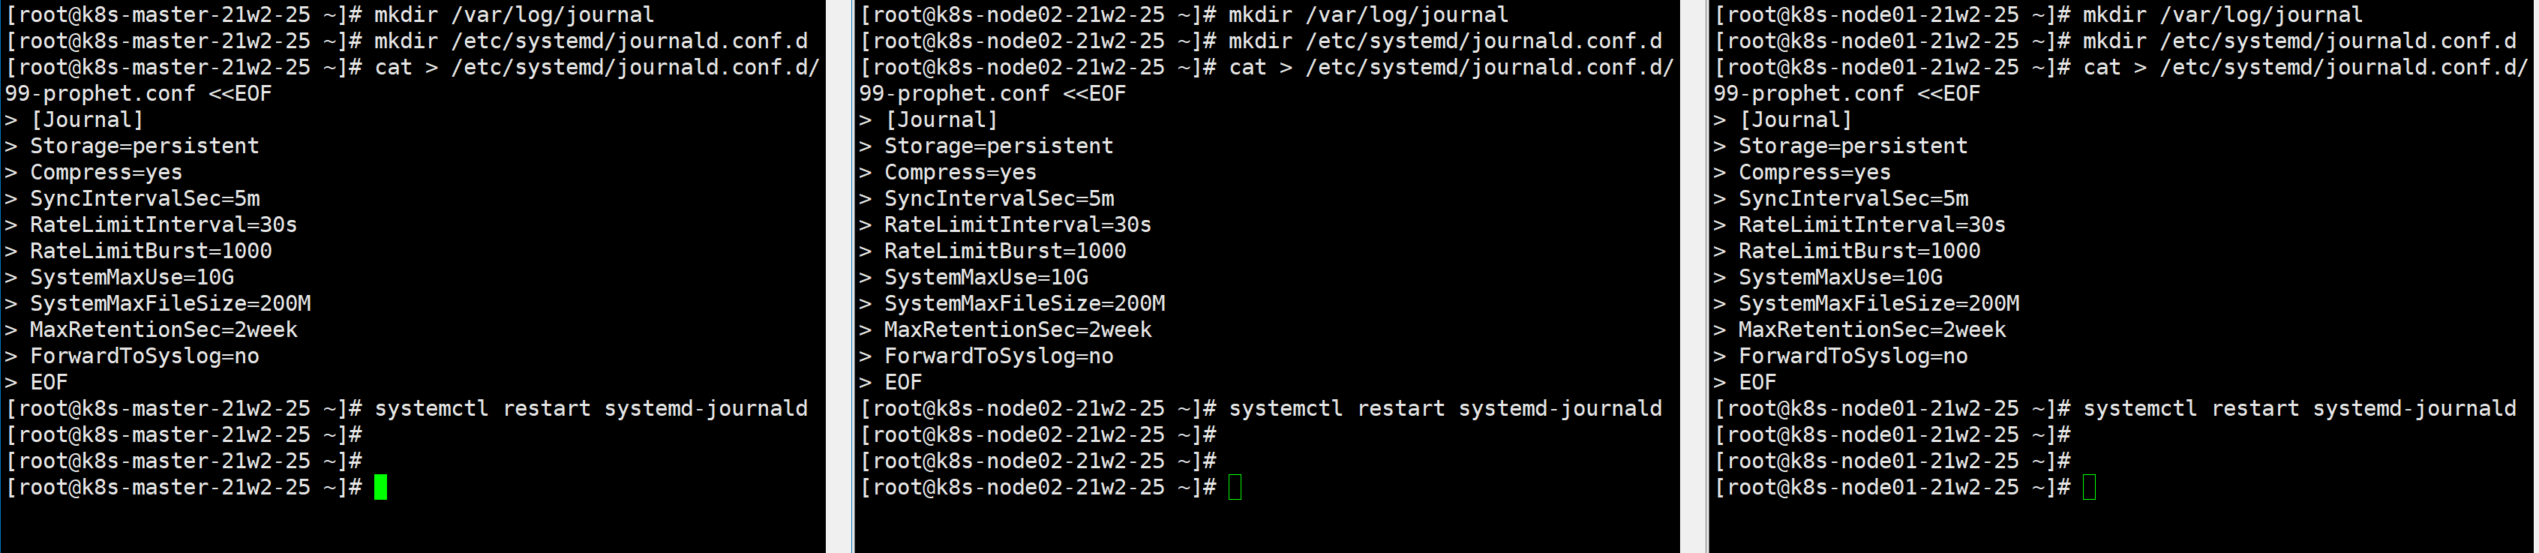 [root@k8s-master-21w2-25 ~]# mkdir /var/log/journal
[root@k8s-master-21w2-25 ~]# mkdir /etc/systemd/journald.conf.d
[root@k8s-master-21w2-25 ~]# cat > /etc/systemd/journald.conf.d/
99-prophet.conf <<EOF
> [Journal]
> Storage=persistent
> Compress=yes
> SyncIntervalSec=5m
> RateLimitInterval=30s
> RateLimitBurst=1000
> SystemMaxUse=10G
> SystemMaxFileSize=200M
> MaxRetentionSec=2week
> ForwardToSyslog=no
> EOF
[root@k8s-master-21w2-25 ~]# systemctl restart systemd-journald
[root@k8s-master-21w2-25 ~]#
[root@k8s-master-21w2-25 ~]#
[root@k8s-master-21w2-25 ~]#
[root@k8s-node02-21w2-25 ~]# mkdir /var/log/journal
[root@k8s-node02-21w2-25 ~]# mkdir /etc/systemd/journald.conf.d
[root@k8s-node02-21w2-25 ~]# cat > /etc/systemd/journald.conf.d/
99-prophet.conf <<EOF
> [Journal]
> Storage=persistent
> Compress=yes
> SyncIntervalSec=5m
> RateLimitInterval=30s
> RateLimitBurst=1000
> SystemMaxUse=10G
> SystemMaxFileSize=200M
> MaxRetentionSec=2week
> ForwardToSyslog=no
> EOF
[root@k8s-node02-21w2-25 ~]# systemctl restart systemd-journald
[root@k8s-node02-21w2-25 ~]#
[root@k8s-node02-21w2-25 ~]#
[root@k8s-node02-21w2-25 ~]#
[root@k8s-node01-21w2-25 ~]# mkdir /var/log/journal
[root@k8s-node01-21w2-25 ~]# mkdir /etc/systemd/journald.conf.d
[root@k8s-node01-21w2-25 ~]# cat > /etc/systemd/journald.conf.d/
99-prophet.conf <<EOF
> [Journal]
> Storage=persistent
> Compress=yes
> SyncIntervalSec=5m
> RateLimitInterval=30s
> RateLimitBurst=1000
> SystemMaxUse=10G
> SystemMaxFileSize=200M
> MaxRetentionSec=2week
> ForwardToSyslog=no
> EOF
[root@k8s-node01-21w2-25 ~]# systemctl restart systemd-journald
[root@k8s-node01-21w2-25 ~]#
[root@k8s-node01-21w2-25 ~]#
[root@k8s-node01-21w2-25 ~]#